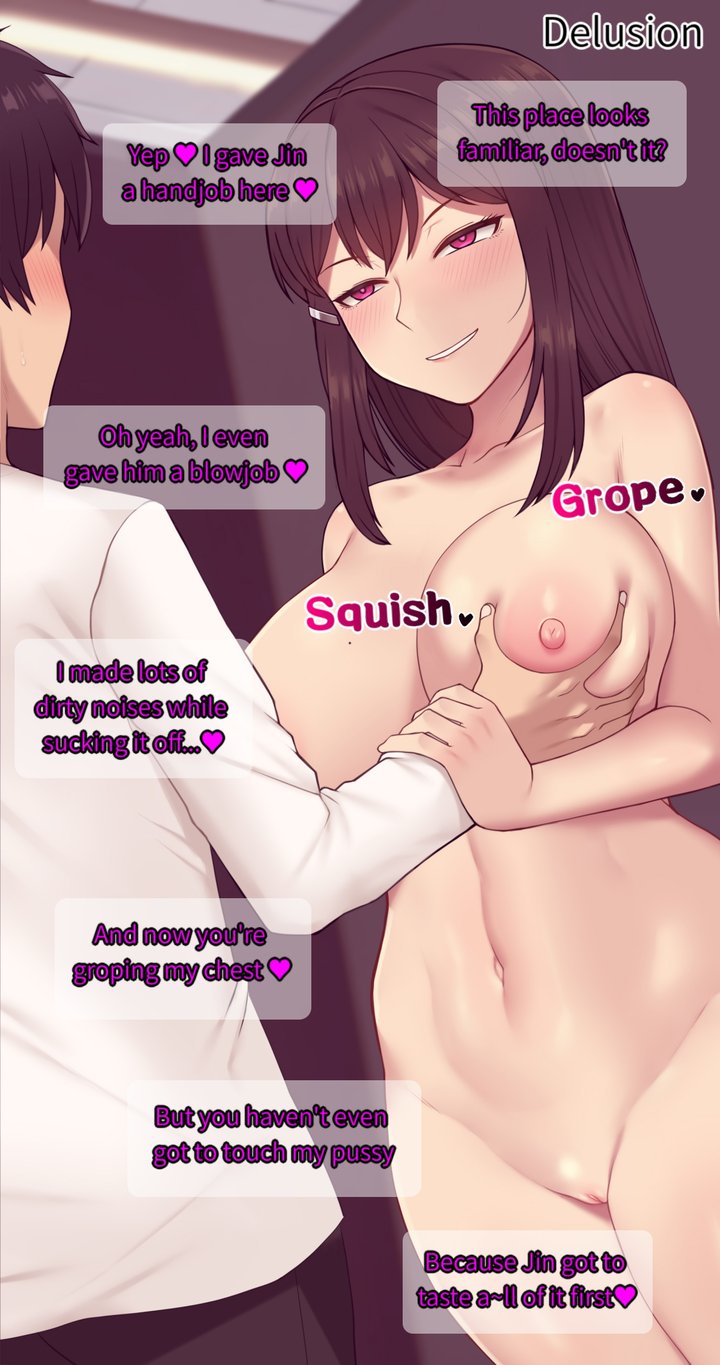 Delusion
This place looks
familiar, doesn't it?
Yep ♥ I gave Jin
a handjob here ♥
Oh yeah, I even
gave him a blowjob ♥
Grope♥
Squish♥
I made lots of
dirty noises while
sucking it off...♥
And now you're
groping my chest ♥
But you haven't even
got to touch my pussy
Because Jin got to
taste a~ll of it first♥